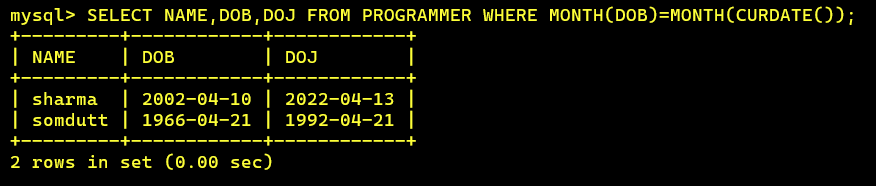 mysql> SELECT NAME,DOB,DOJ FROM PROGRAMMER WHERE MONTH(DOB)=MONTH(CURDATE());
+---------+------------+------------+
| NAME    | DOB        | DOJ        |
+---------+------------+------------+
| sharma  | 2002-04-10 | 2022-04-13 |
| somdutt | 1966-04-21 | 1992-04-21 |
+---------+------------+------------+
2 rows in set (0.00 sec)